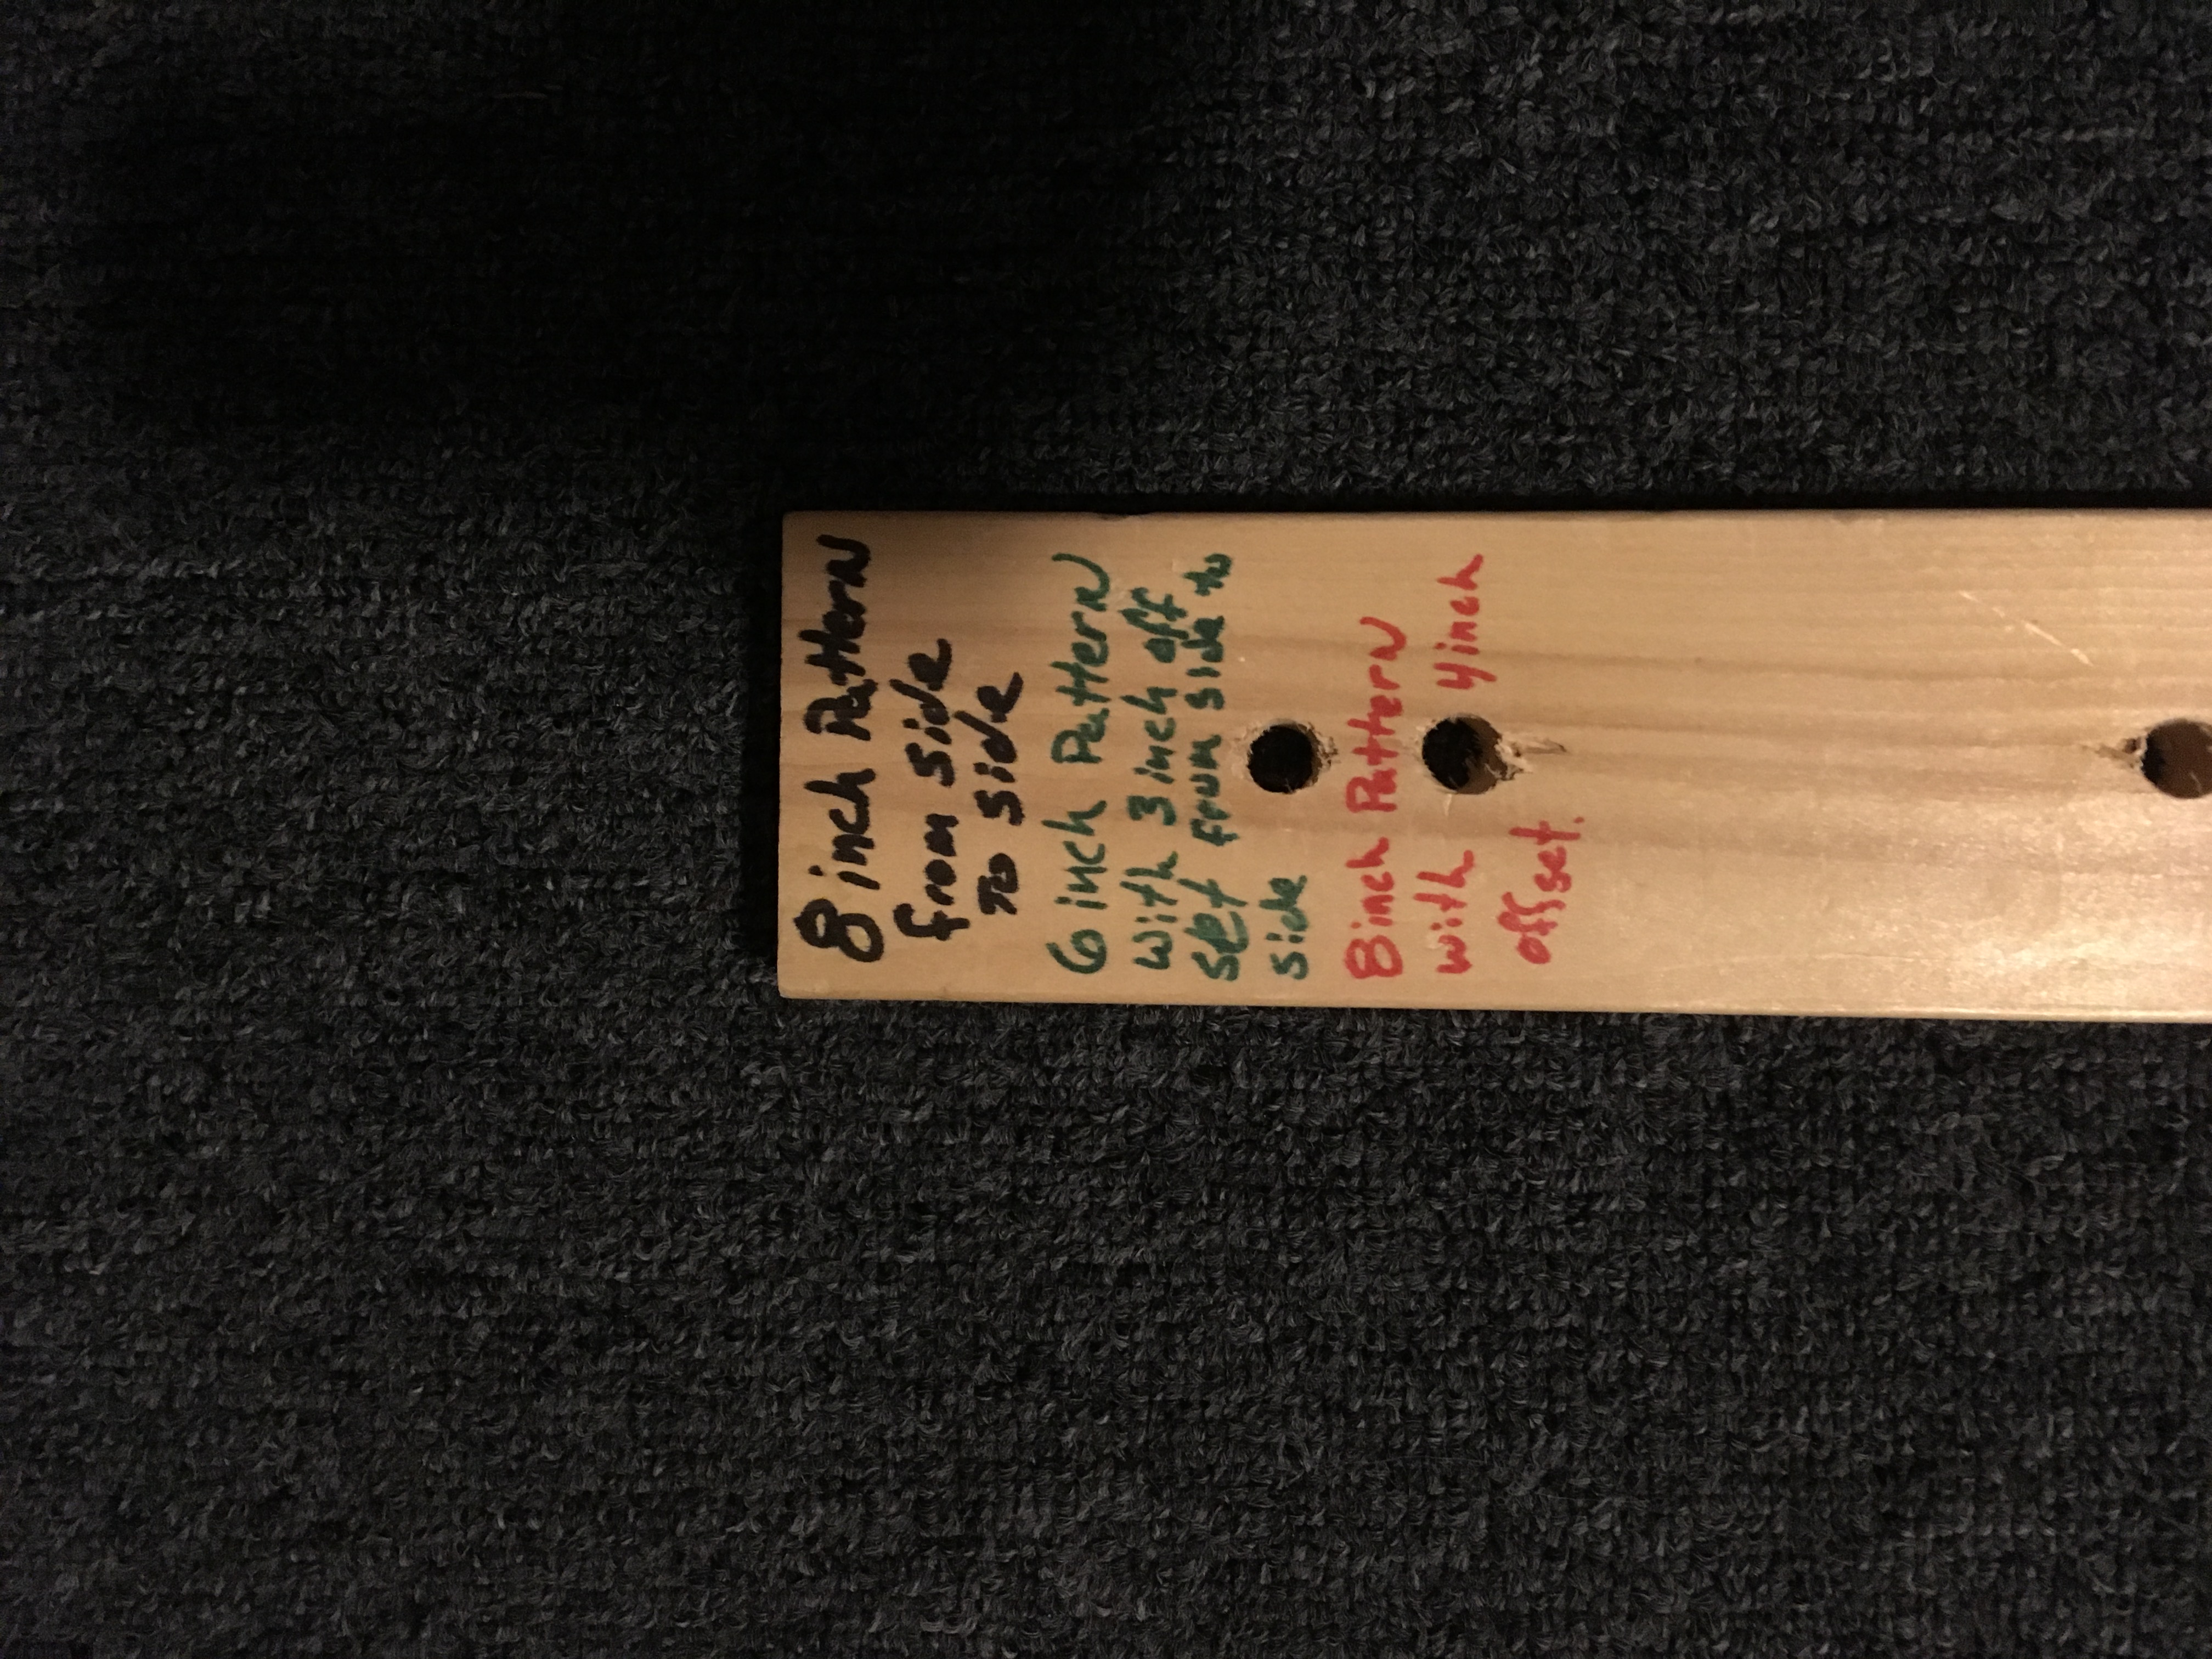 8 inch Pattern
from side
To side
6 inch Pattern
with 3 inch off
set from side to
side
8 inch Pattern
with 4 inch
offset.